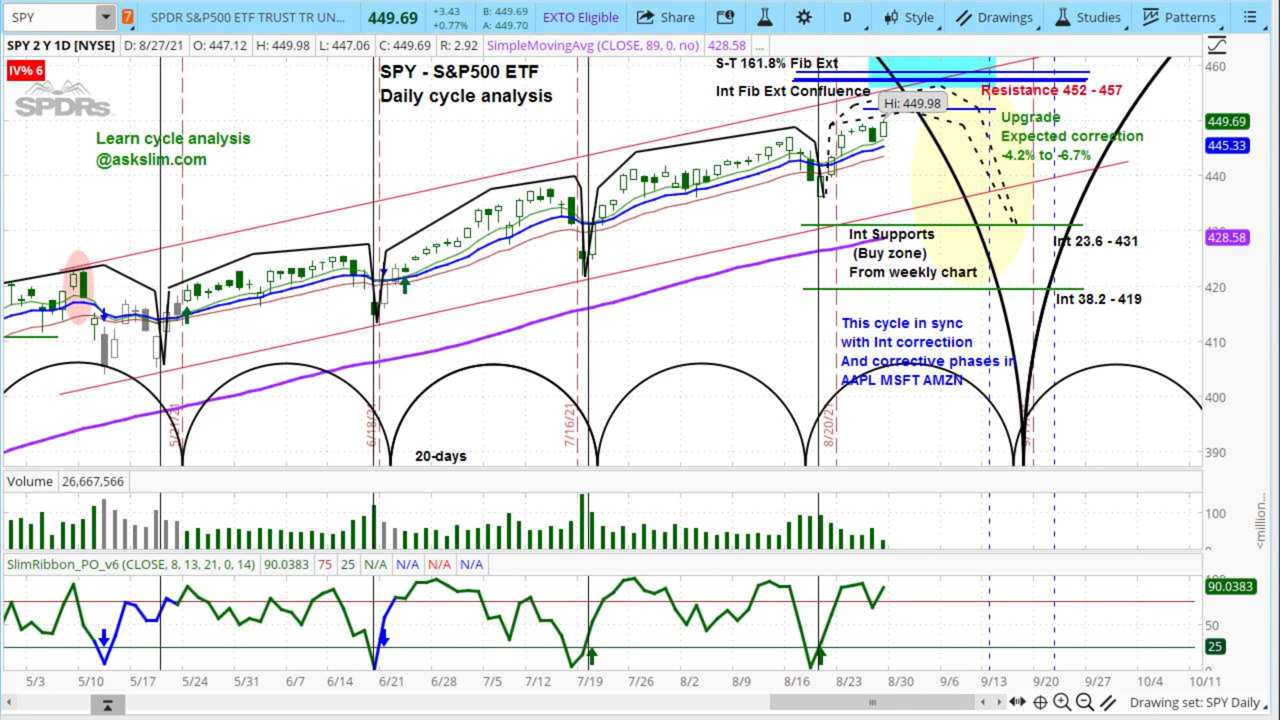 SPY
7
SPDR S&P500 ETF TRUST TR UN...
449.69
+3.43
+0.77%
B: 449.69
A: 449.70
EXTO Eligible
Share
D
Style
Drawings
Studies
Patterns
SPY 2 Y 1D [NYSE]
D: 8/27/21
O: 447.12
H: 449.98
L: 447.06
C: 449.69
R: 2.92
SimpleMovingAvg (CLOSE, 89, 0, no)
428.58
...
IV% 6
SPDRs
SPY - S&P500 ETF
Daily cycle analysis
S-T 161.8% Fib Ext
Int Fib Ext Confluence
Resistance 452 - 457
Hi: 449.98
Learn cycle analysis
@askslim.com
Upgrade
Expected correction
-4.2% to -6.7%
Int Supports
(Buy zone)
From weekly chart
Int 23.6 - 431
Int 38.2 - 419
This cycle in sync
with Int correctiion
And corrective phases in
AAPL MSFT AMZN
20-days
5/21/21
6/18/21
7/16/21
8/20/21
460
449.69
445.33
440
428.58
420
410
400
390
Volume
26,667,566
100
<million...
SlimRibbon_PO_v6 (CLOSE, 8, 13, 21, 0, 14)
90.0383
75
25
N/A
N/A
N/A
N/A
90.0383
50
25
0
5/3
5/10
5/17
5/24
5/31
6/7
6/14
6/21
6/28
7/5
7/12
7/19
7/26
8/2
8/9
8/16
8/23
8/30
9/6
9/13
9/20
9/27
10/4
10/11
Drawing set: SPY Daily